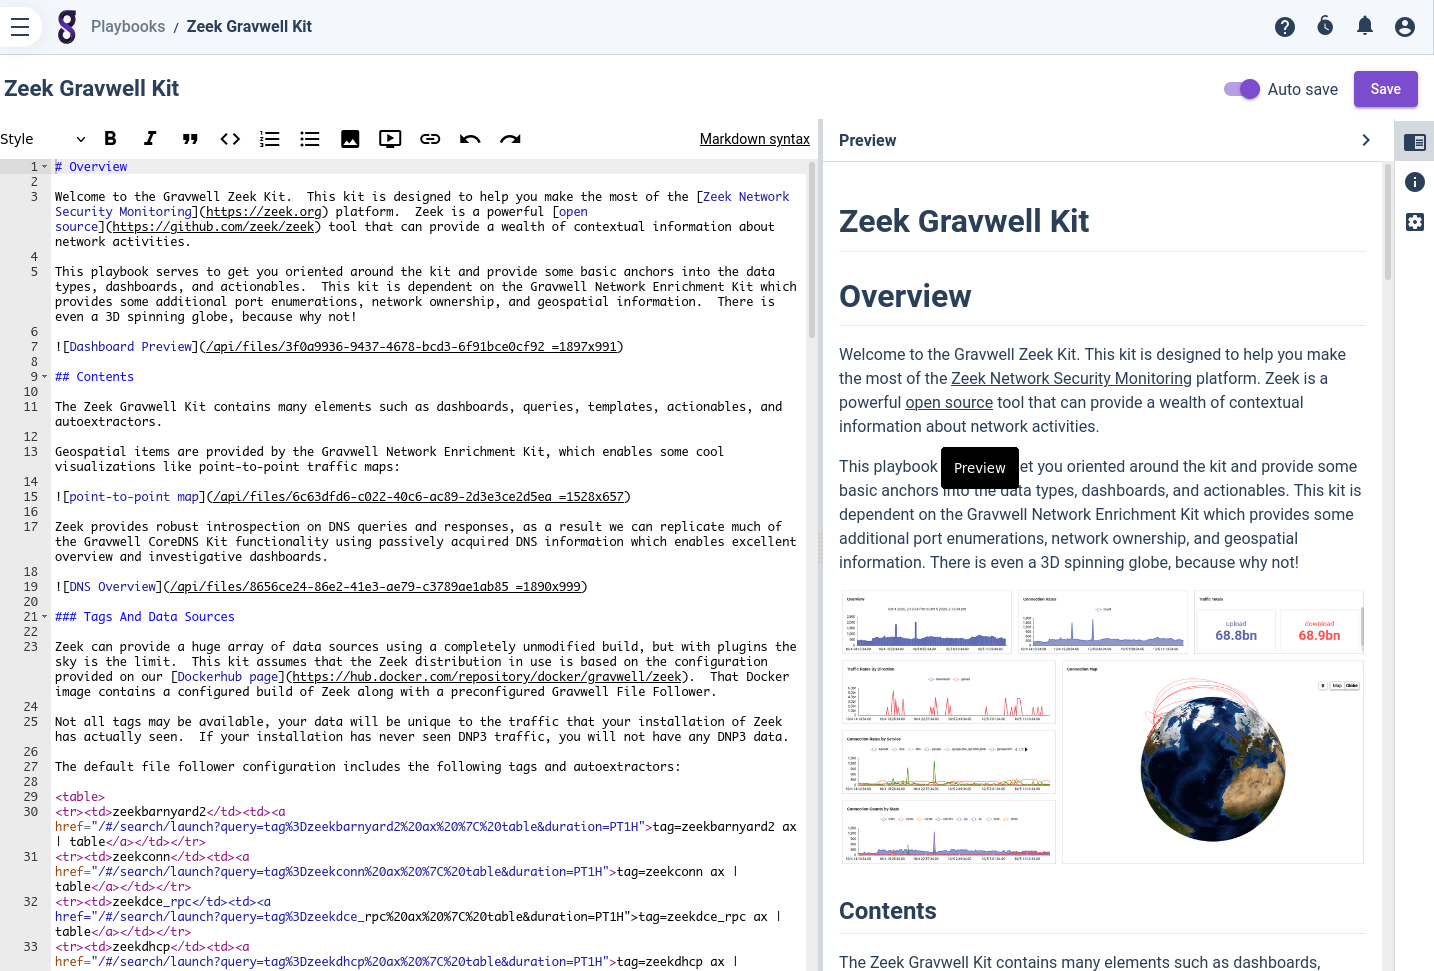 Playbooks / Zeek Gravwell Kit
Zeek Gravwell Kit
Auto save
Save
Style
Markdown syntax
1 # Overview
2
3 Welcome to the Gravwell Zeek Kit.  This kit is designed to help you make the most of the [Zeek Network
Security Monitoring](https://zeek.org) platform.  Zeek is a powerful [open
source](https://github.com/zeek/zeek) tool that can provide a wealth of contextual information about
network activities.
4
5 This playbook serves to get you oriented around the kit and provide some basic anchors into the data
types, dashboards, and actionables.  This kit is dependent on the Gravwell Network Enrichment Kit which
provides some additional port enumerations, network ownership, and geospatial information.  There is
even a 3D spinning globe, because why not!
6
7 ![Dashboard Preview](/api/files/3f0a9936-9437-4678-bcd3-6f91bce0cf92 =1897x991)
8
9 ## Contents
10
11 The Zeek Gravwell Kit contains many elements such as dashboards, queries, templates, actionables, and
autoextractors.
12
13 Geospatial items are provided by the Gravwell Network Enrichment Kit, which enables some cool
visualizations like point-to-point traffic maps:
14
15 ![point-to-point map](/api/files/6c63dfd6-c022-40c6-ac89-2d3e3ce2d5ea =1528x657)
16
17 Zeek provides robust introspection on DNS queries and responses, as a result we can replicate much of
the Gravwell CoreDNS Kit functionality using passively acquired DNS information which enables excellent
overview and investigative dashboards.
18
19 ![DNS Overview](/api/files/8656ce24-86e2-41e3-ae79-c3789ae1ab85 =1890x999)
20
21 ### Tags And Data Sources
22
23 Zeek can provide a huge array of data sources using a completely unmodified build, but with plugins the
sky is the limit.  This kit assumes that the Zeek distribution in use is based on the configuration
provided on our [Dockerhub page](https://hub.docker.com/repository/docker/gravwell/zeek).  That Docker
image contains a configured build of Zeek along with a preconfigured Gravwell File Follower.
24
25 Not all tags may be available, your data will be unique to the traffic that your installation of Zeek
has actually seen.  If your installation has never seen DNP3 traffic, you will not have any DNP3 data.
26
27 The default file follower configuration includes the following tags and autoextractors:
28
29 <table>
30 <tr><td>zeekbarnyard2</td><td><a
href="/#/search/launch?query=tag%3Dzeekbarnyard2%20ax%20%7C%20table&duration=PT1H">tag=zeekbarnyard2 ax
| table</a></td></tr>
31 <tr><td>zeekconn</td><td><a
href="/#/search/launch?query=tag%3Dzeekconn%20ax%20%7C%20table&duration=PT1H">tag=zeekconn ax |
table</a></td></tr>
32 <tr><td>zeekdce_rpc</td><td><a
href="/#/search/launch?query=tag%3Dzeekdce_rpc%20ax%20%7C%20table&duration=PT1H">tag=zeekdce_rpc ax |
table</a></td></tr>
33 <tr><td>zeekdhcp</td><td><a
href="/#/search/launch?query=tag%3Dzeekdhcp%20ax%20%7C%20table&duration=PT1H">tag=zeekdhcp ax |
Preview
Zeek Gravwell Kit
Overview
Welcome to the Gravwell Zeek Kit. This kit is designed to help you make
the most of the Zeek Network Security Monitoring platform. Zeek is a
powerful open source tool that can provide a wealth of contextual
information about network activities.
This playbook et you oriented around the kit and provide some
Preview
basic anchors into the data types, dashboards, and actionables. This kit is
dependent on the Gravwell Network Enrichment Kit which provides some
additional port enumerations, network ownership, and geospatial
information. There is even a 3D spinning globe, because why not!
Overview
Connection Rates
Traffic Totals
upload
68.8bn
download
68.9bn
Traffic Rates By Direction
download upload
Connection Map
Map Globe
Connection Rates by Service
Connection Counts by State
Contents
The Zeek Gravwell Kit contains many elements such as dashboards,